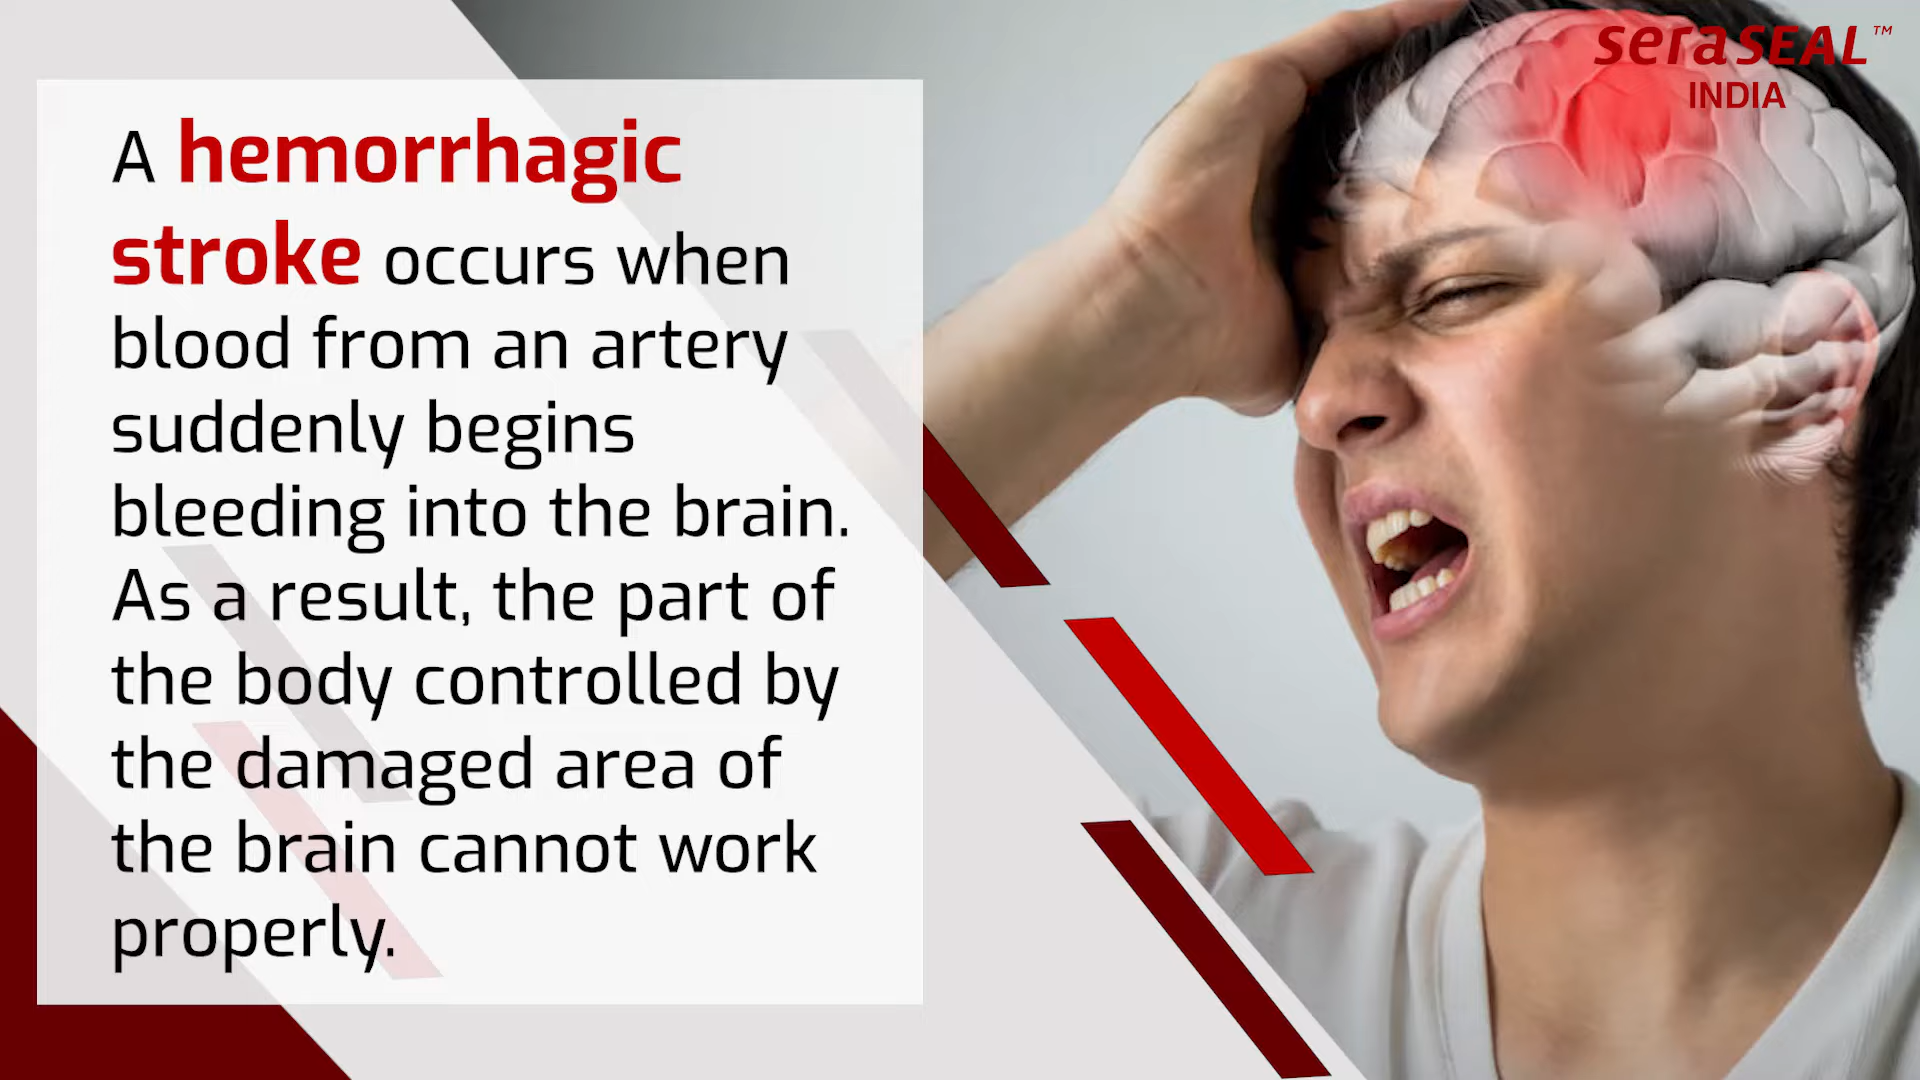 A hemorrhagic
stroke occurs when
blood from an artery
suddenly begins
bleeding into the brain.
As a result, the part of
the body controlled by
the damaged area of
the brain cannot work
properly.
seraSEAL™
INDIA